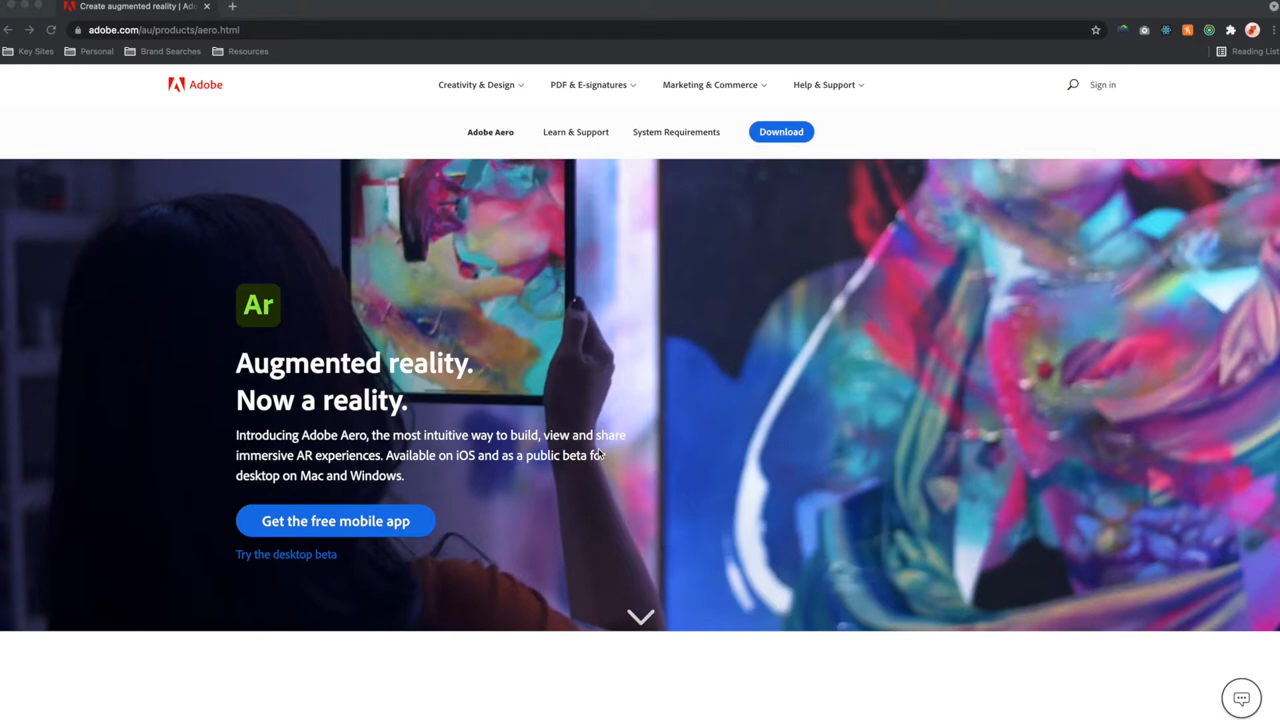 Create augmented reality | Ado
adobe.com/au/products/aero.html
Key Sites
Personal
Brand Searches
Resources
Reading List
Adobe
Creativity & Design
PDF & E-signatures
Marketing & Commerce
Help & Support
Sign in
Adobe Aero
Learn & Support
System Requirements
Download
Ar
Augmented reality.
Now a reality.
Introducing Adobe Aero, the most intuitive way to build, view and share
immersive AR experiences. Available on iOS and as a public beta for
desktop on Mac and Windows.
Get the free mobile app
Try the desktop beta